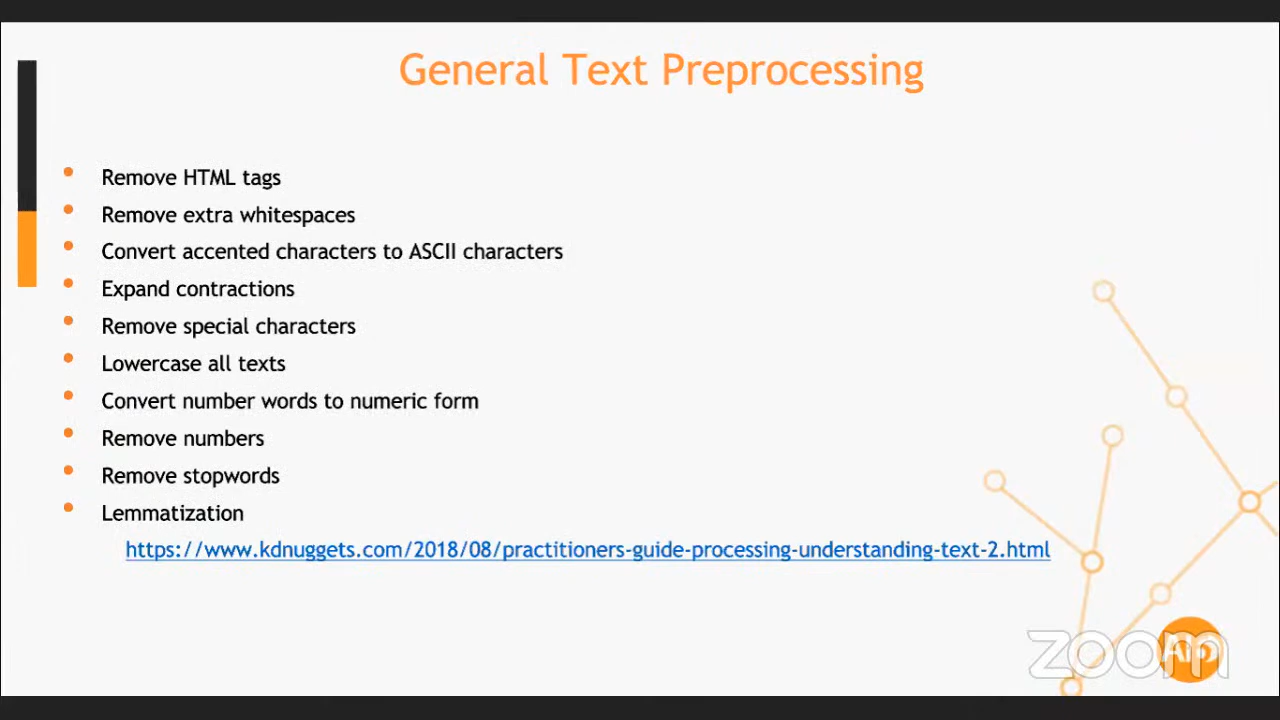 General Text Preprocessing
• Remove HTML tags
• Remove extra whitespaces
• Convert accented characters to ASCII characters
• Expand contractions
• Remove special characters
• Lowercase all texts
• Convert number words to numeric form
• Remove numbers
• Remove stopwords
• Lemmatization
https://www.kdnuggets.com/2018/08/practitioners-guide-processing-understanding-text-2.html
zoom